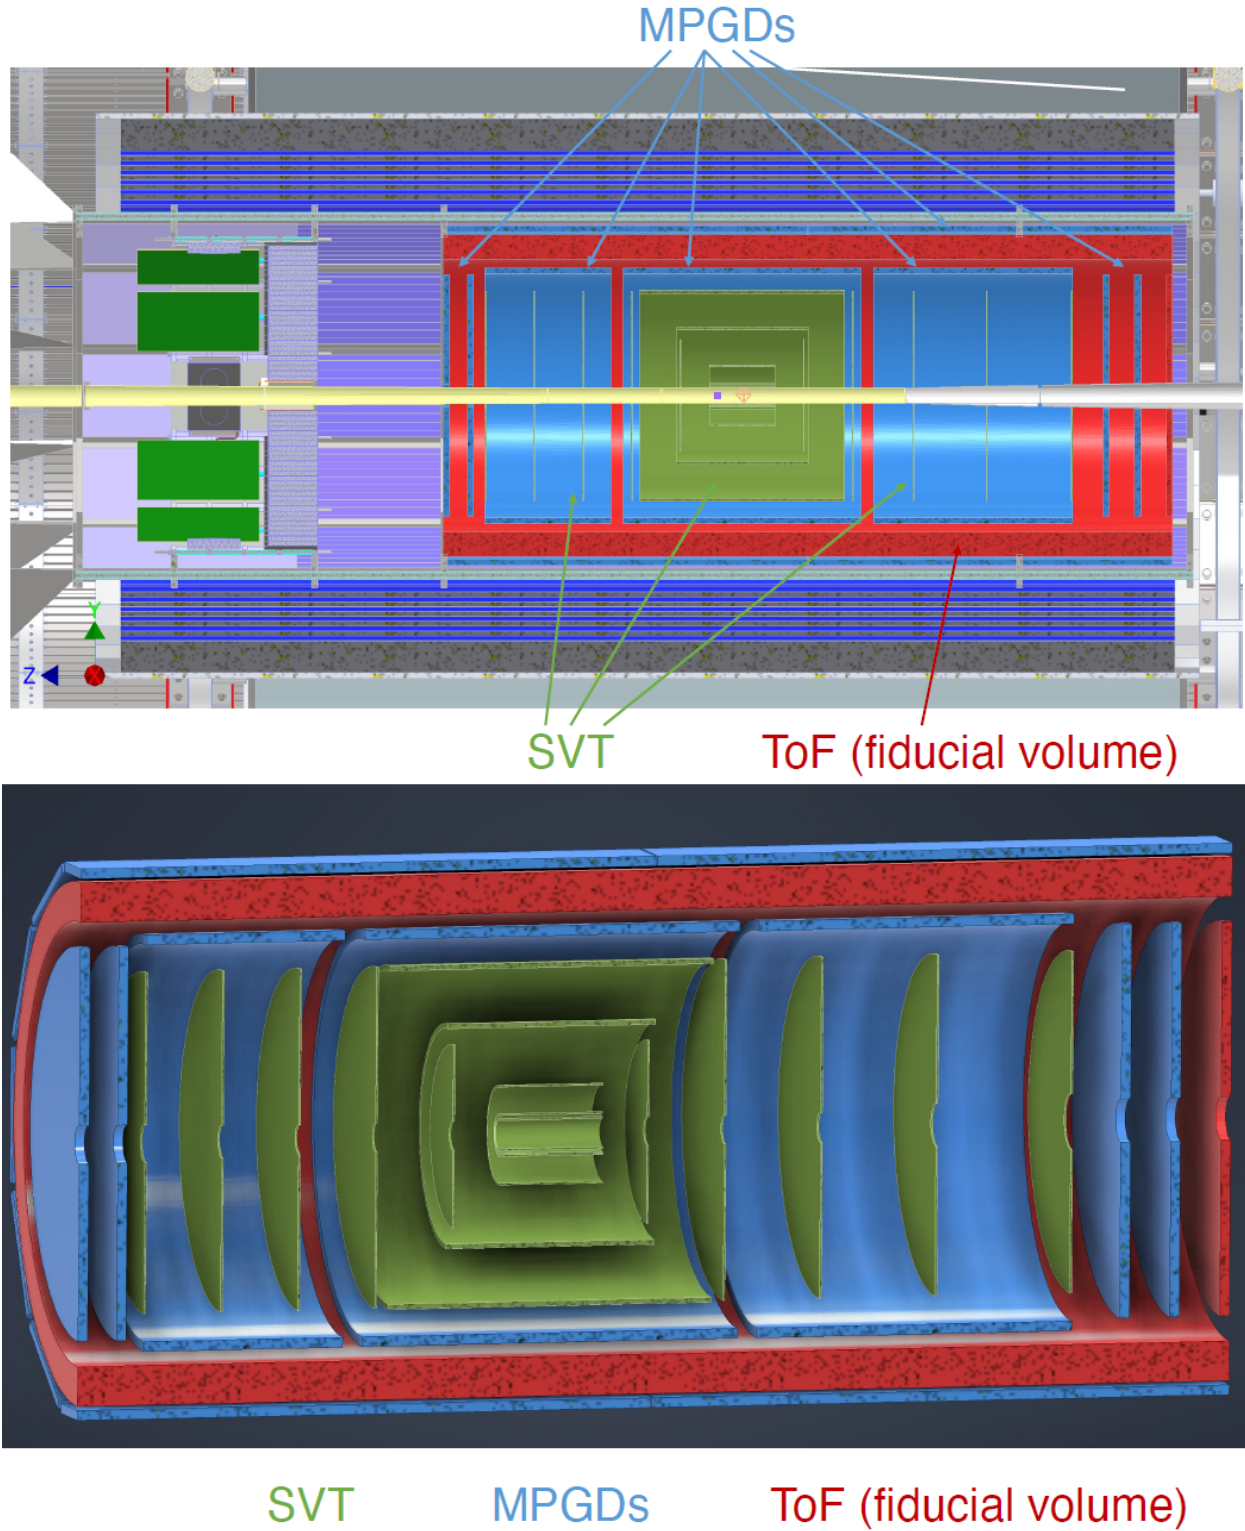 MPGDs
Y
Z
SVT
ToF (fiducial volume)
SVT
MPGDs
ToF (fiducial volume)